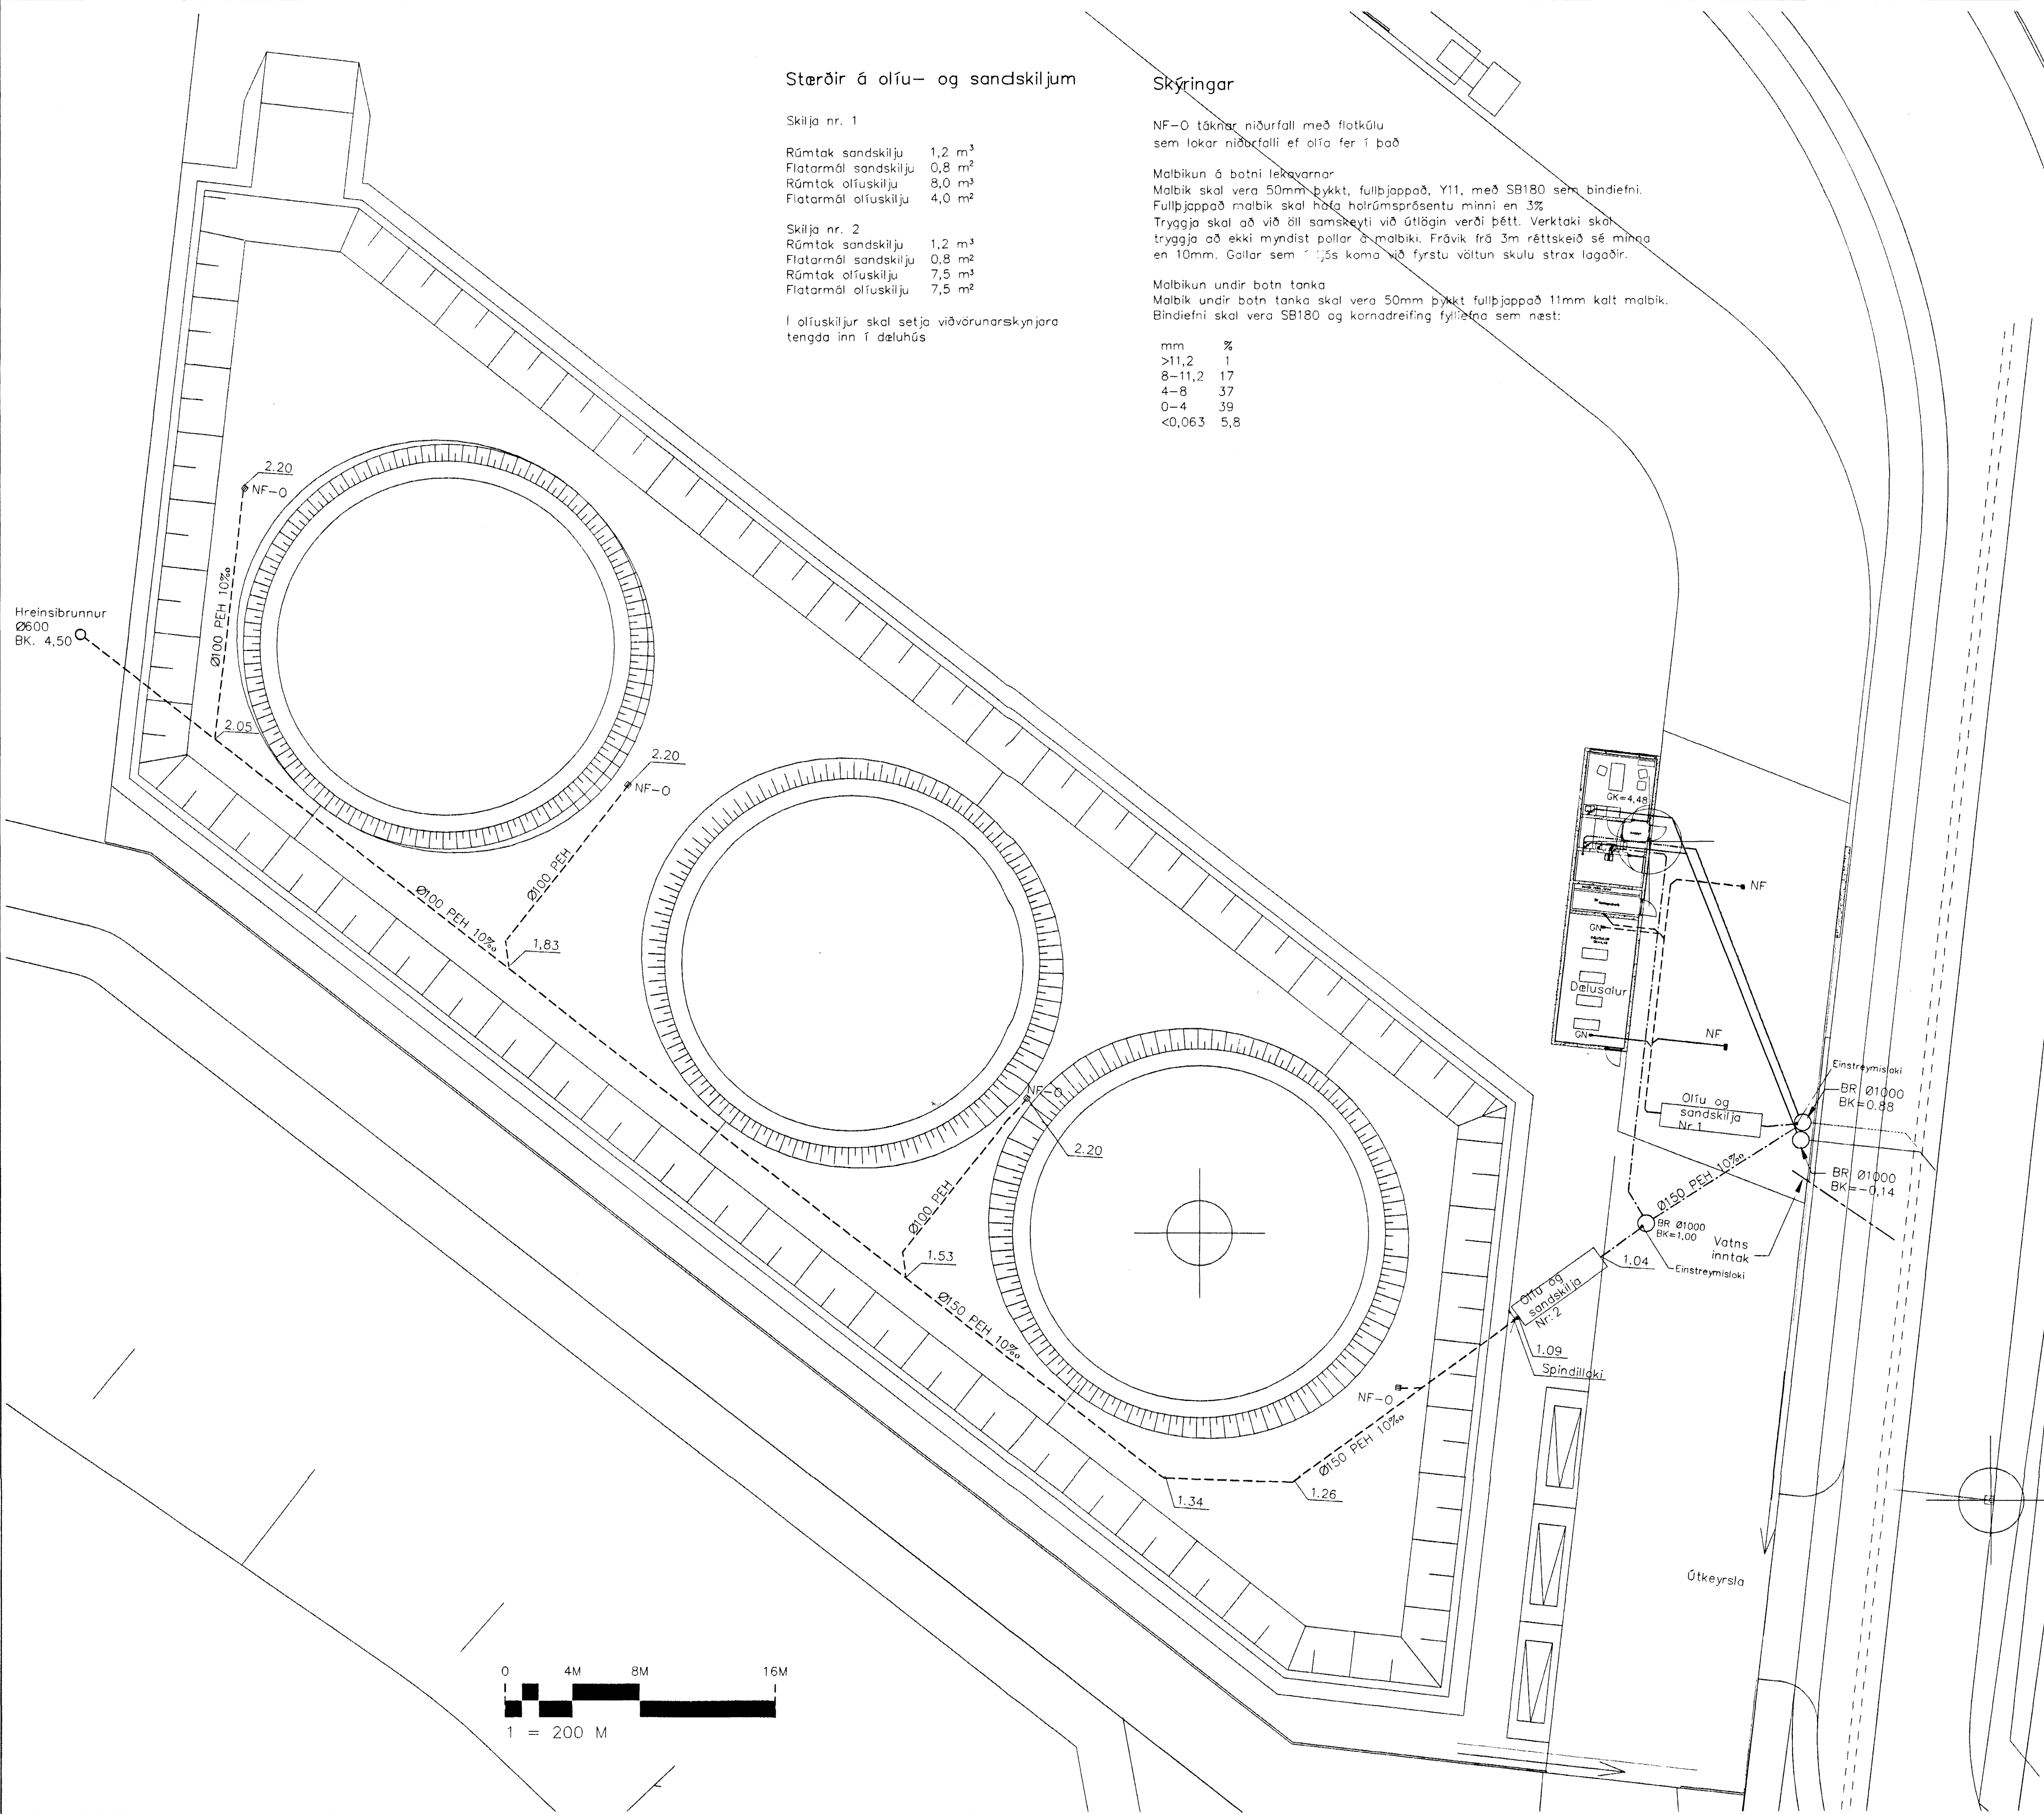 Stærðir á olíu– og sandskiljum
Skilja nr. 1
Rúmtak sandskilju 1,2 m³
Flatarmál sandskilju 0,8 m²
Rúmtak olíuskilju 8,0 m³
Flatarmál olíuskilju 4,0 m²
Skilja nr. 2
Rúmtak sandskilju 1,2 m³
Flatarmál sandskilju 0,8 m²
Rúmtak olíuskilju 7,5 m³
Flatarmál olíuskilju 7,5 m²
Í olíuskiljur skal setja viðvörunarskynjara
tengda inn í dæluhús
Skýringar
NF–O táknar niðurfall með flotkúlu
sem lokar niðurfalli ef olía fer í það
Malbikun á botni lekavarnar
Malbik skal vera 50mm þykkt, fullþjappað, Y11, með SB180 sem bindiefni.
Fullþjappað malbik skal hafa holrúmsprósentu minni en 3%
Tryggja skal að við öll samskeyti við útlögin verði þétt. Verktaki skal
tryggja að ekki myndist pollar á malbiki. Frávik frá 3m réttskeið sé minna
en 10mm. Gallar sem í ljós koma við fyrstu völtun skulu strax lagaðir.
Malbikun undir botn tanka
Malbik undir botn tanka skal vera 50mm þykkt fullþjappað 11mm kalt malbik.
Bindiefni skal vera SB180 og kornadreifing fylliefna sem næst:
mm %
>11,2 1
8–11,2 17
4–8 37
0–4 39
<0,063 5,8
2.20
NF–O
Ø100 PEH 10‰
Hreinsibrunnur
Ø600
BK. 4,50
2.05
2.20
NF–O
Ø100 PEH
Ø100 PEH 10‰
1,83
GK=4,48
NF
GN
Dælusalur
GN
NF
Einstreymisloki
BR Ø1000
BK=0.88
Olíu og
sandskilja
Nr.1
NF–O
2.20
Ø100 PEH
1.53
Ø150 PEH 10‰
BR Ø1000
BK=–0,14
Ø150 PEH 10‰
BR Ø1000
BK=1,00
Vatns
inntak
Einstreymisloki
1.04
Olíu og
sandskilja
Nr. 2
1.09
Spindilloki
NF–O
Ø150 PEH 10‰
1.34
1.26
Útkeyrsla
0 4M 8M 16M
1 = 200 M